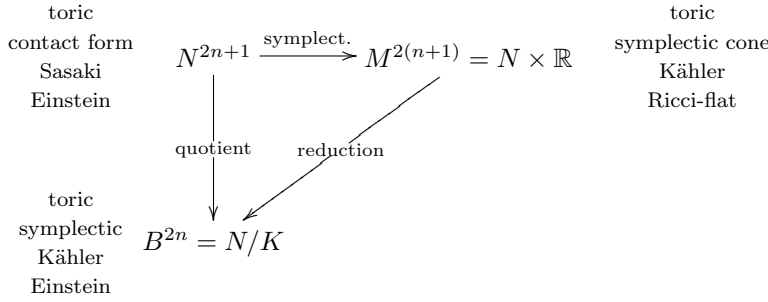 toric
contact form
Sasaki
Einstein
N^{2n+1}
symplect.
M^{2(n+1)} = N × ℝ
toric
symplectic cone
Kähler
Ricci-flat
quotient
reduction
toric
symplectic
Kähler
Einstein
B^{2n} = N/K